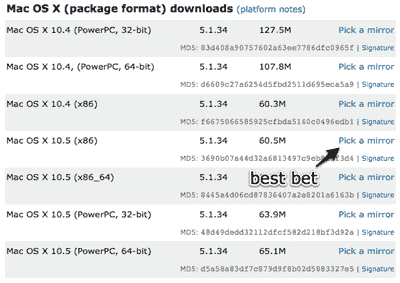 Mac OS X (package format) downloads (platform notes)
Mac OS X 10.4 (PowerPC, 32-bit) 5.1.34 127.5M Pick a mirror
MD5: 83d408a90757602a63ee7786dfc0965f | Signature
Mac OS X 10.4, (PowerPC, 64-bit) 5.1.34 107.8M Pick a mirror
MD5: d6609c27a6254d5fbd2511d695eca5a9 | Signature
Mac OS X 10.4 (x86) 5.1.34 60.3M Pick a mirror
MD5: f6675066585925cfbda5140c0496edb1 | Signature
Mac OS X 10.5 (x86) 5.1.34 60.5M Pick a mirror
MD5: | Signature
best bet
Mac OS X 10.5 (x86_64) 5.1.34 Pick a mirror
MD5: 8445a4d06cd87836407a2e8201a6163b | Signature
Mac OS X 10.5 (PowerPC, 32-bit) 5.1.34 63.9M Pick a mirror
MD5: 48d49dedd32112dfcf582d218bf3d92a | Signature
Mac OS X 10.5 (PowerPC, 64-bit) 5.1.34 65.1M Pick a mirror
MD5: d5a58a83df7c879d9f8b02d5883327e5 | Signature